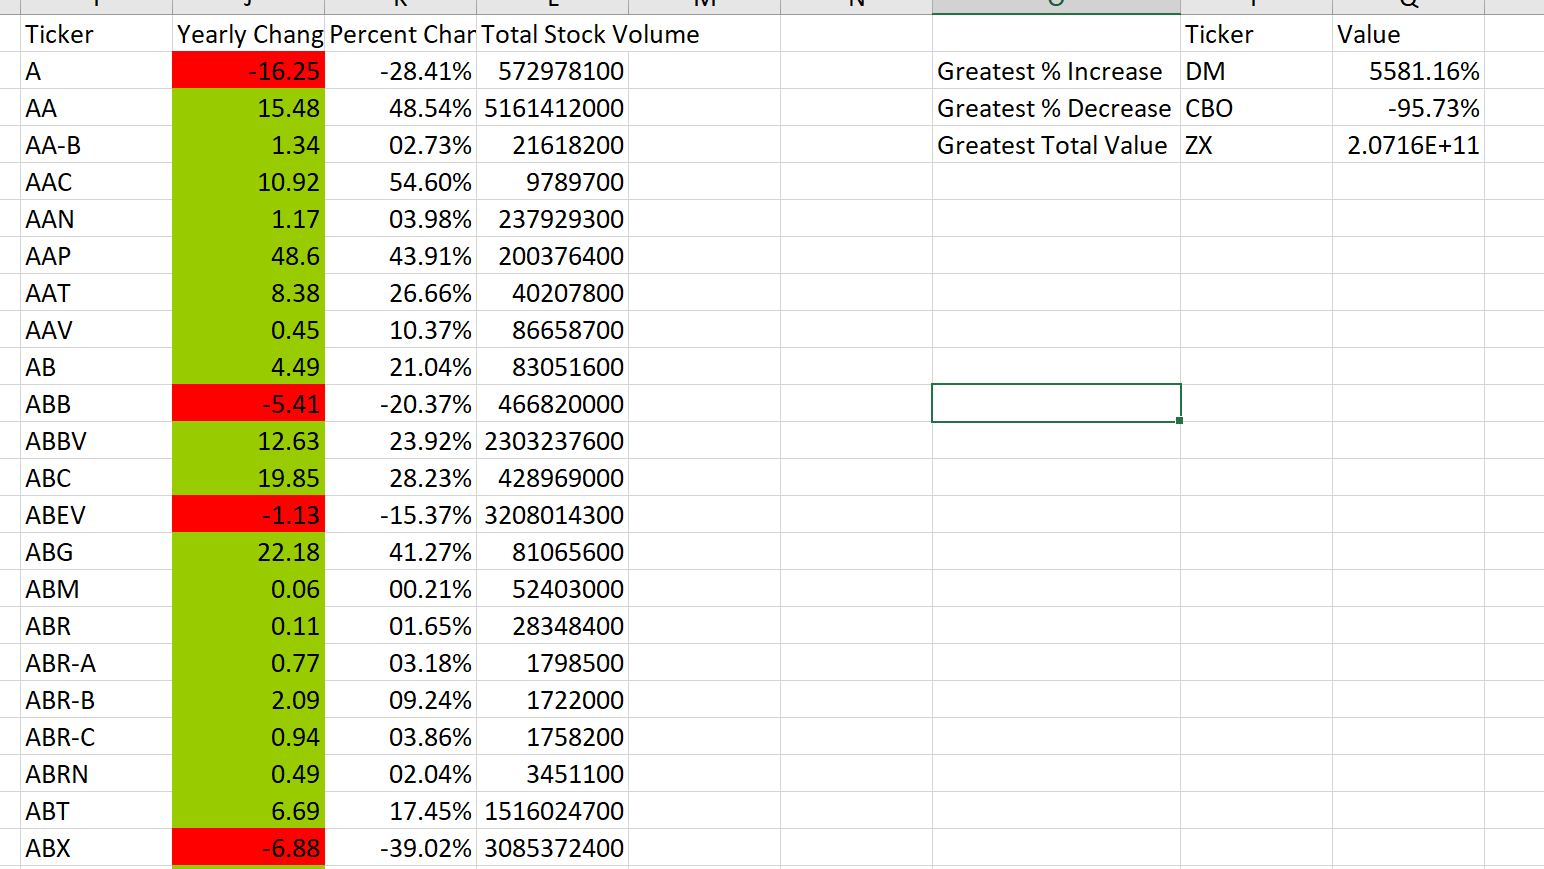 Ticker Yearly Chang Percent Char Total Stock Volume Ticker Value
A -16.25 -28.41% 572978100 Greatest % Increase DM 5581.16%
AA 15.48 48.54% 5161412000 Greatest % Decrease CBO -95.73%
AA-B 1.34 02.73% 21618200 Greatest Total Value ZX 2.0716E+11
AAC 10.92 54.60% 9789700
AAN 1.17 03.98% 237929300
AAP 48.6 43.91% 200376400
AAT 8.38 26.66% 40207800
AAV 0.45 10.37% 86658700
AB 4.49 21.04% 83051600
ABB -5.41 -20.37% 466820000
ABBV 12.63 23.92% 2303237600
ABC 19.85 28.23% 428969000
ABEV -1.13 -15.37% 3208014300
ABG 22.18 41.27% 81065600
ABM 0.06 00.21% 52403000
ABR 0.11 01.65% 28348400
ABR-A 0.77 03.18% 1798500
ABR-B 2.09 09.24% 1722000
ABR-C 0.94 03.86% 1758200
ABRN 0.49 02.04% 3451100
ABT 6.69 17.45% 1516024700
ABX -6.88 -39.02% 3085372400